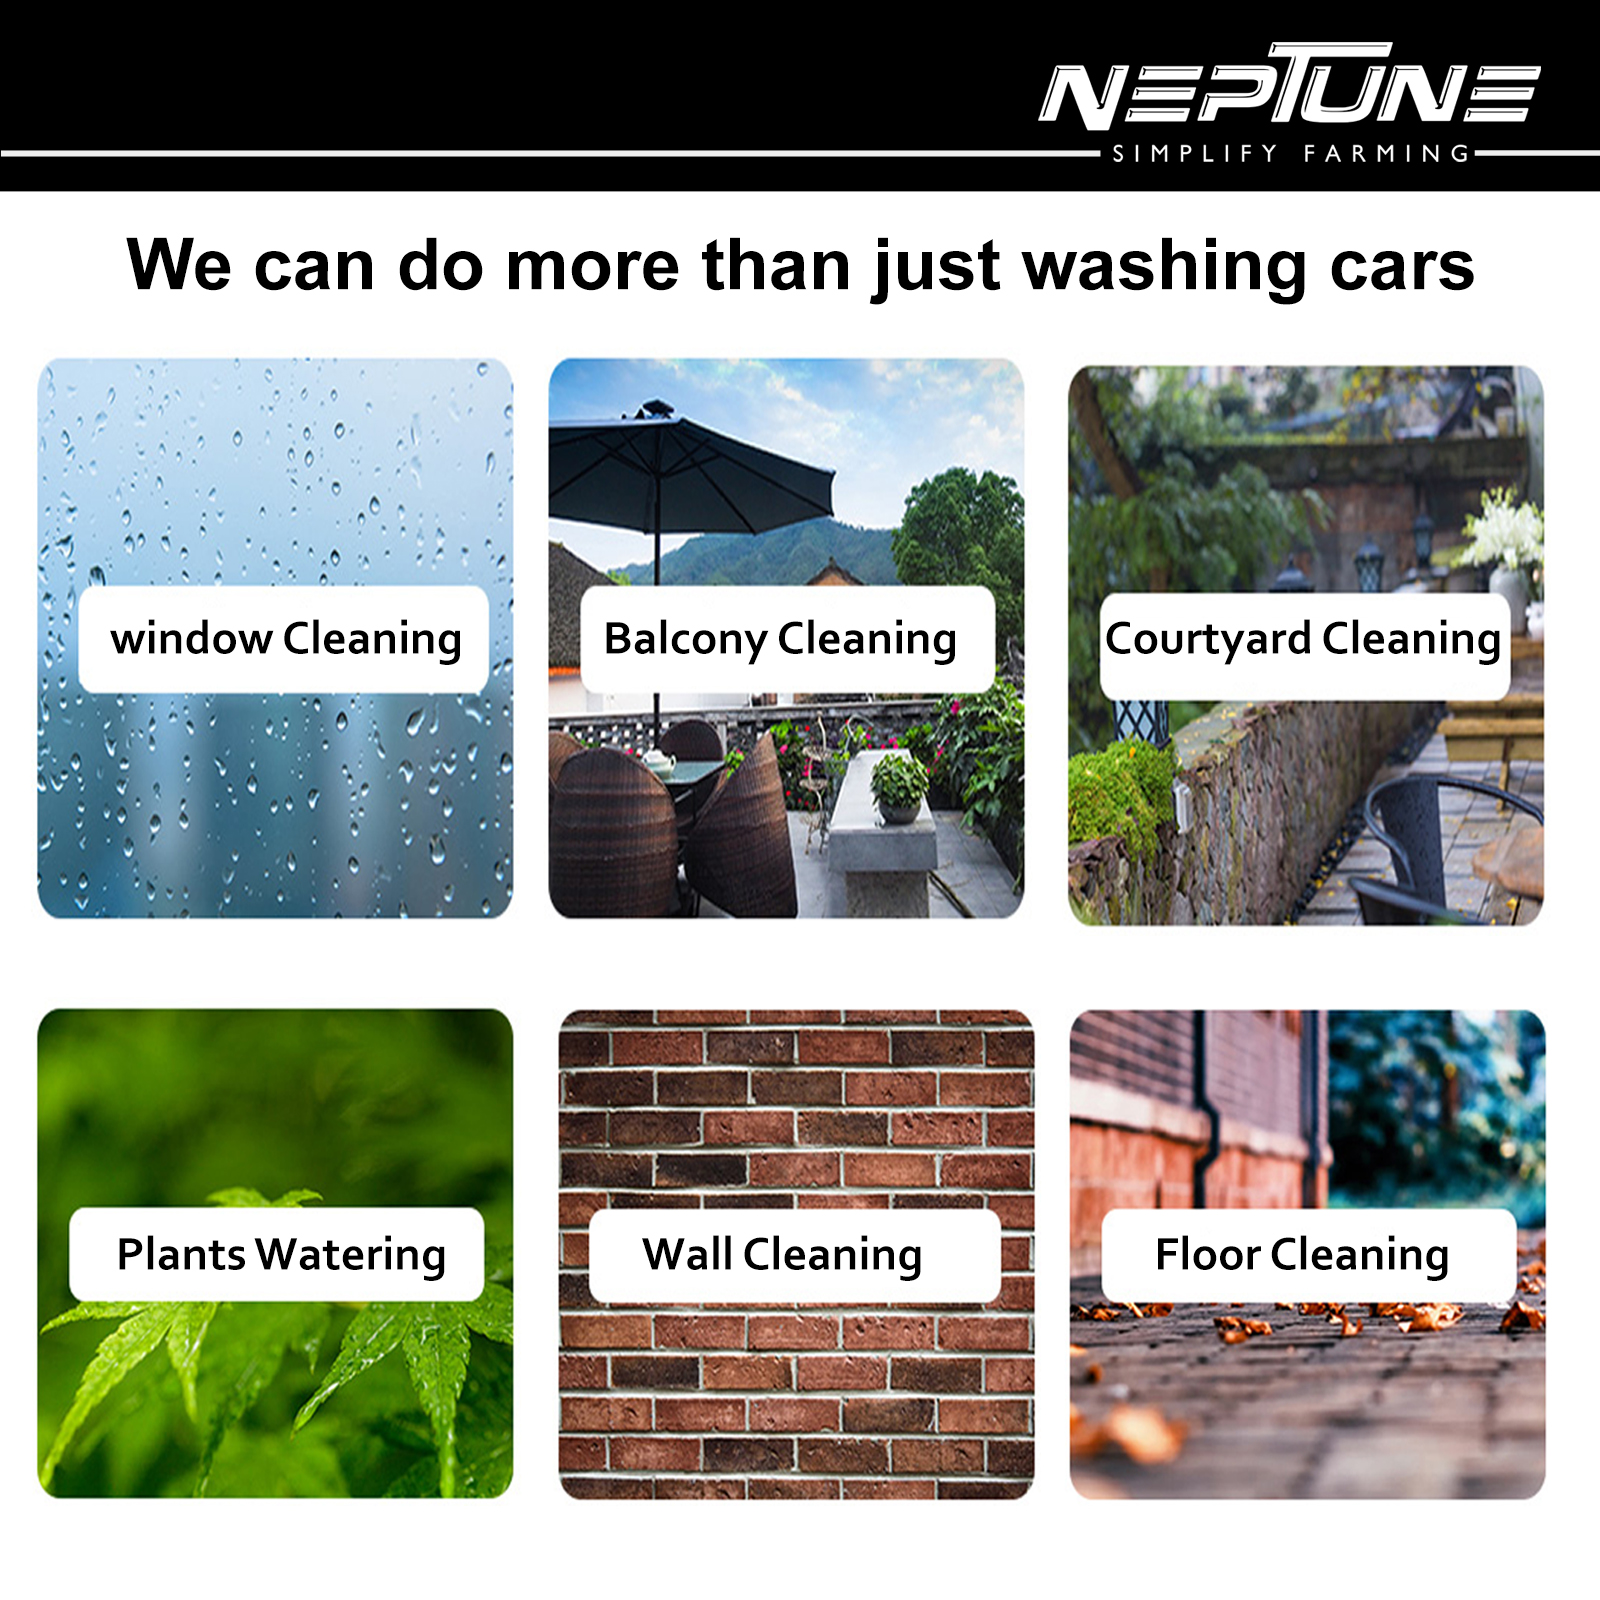 NEPTUNE
SIMPLIFY FARMING
We can do more than just washing cars
window Cleaning
Balcony Cleaning
Courtyard Cleaning
Plants Watering
Wall Cleaning
Floor Cleaning